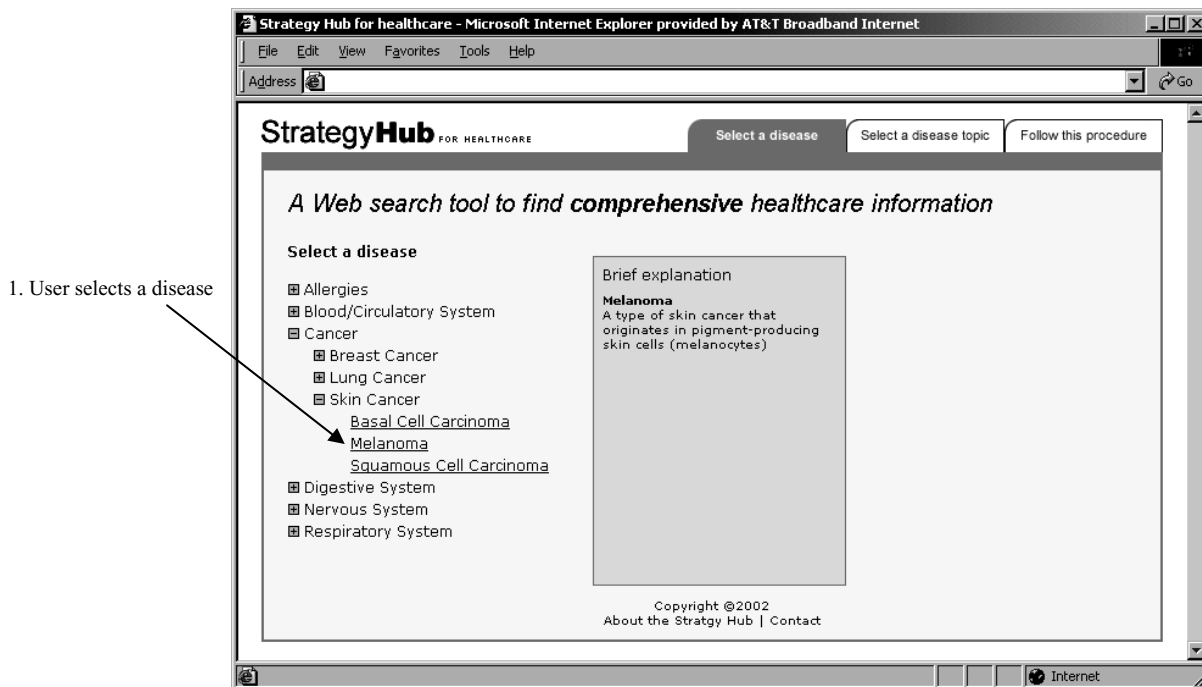 Strategy Hub for healthcare - Microsoft Internet Explorer provided by AT&T Broadband Internet
File Edit View Favorites Tools Help
Address Go
StrategyHub FOR HEALTHCARE
Select a disease Select a disease topic Follow this procedure
A Web search tool to find comprehensive healthcare information
Select a disease
1. User selects a disease
Allergies
Blood/Circulatory System
Cancer
Breast Cancer
Lung Cancer
Skin Cancer
Basal Cell Carcinoma
Melanoma
Squamous Cell Carcinoma
Digestive System
Nervous System
Respiratory System
Brief explanation
Melanoma
A type of skin cancer that
originates in pigment-producing
skin cells (melanocytes)
Copyright ©2002
About the Stratgy Hub | Contact
Internet